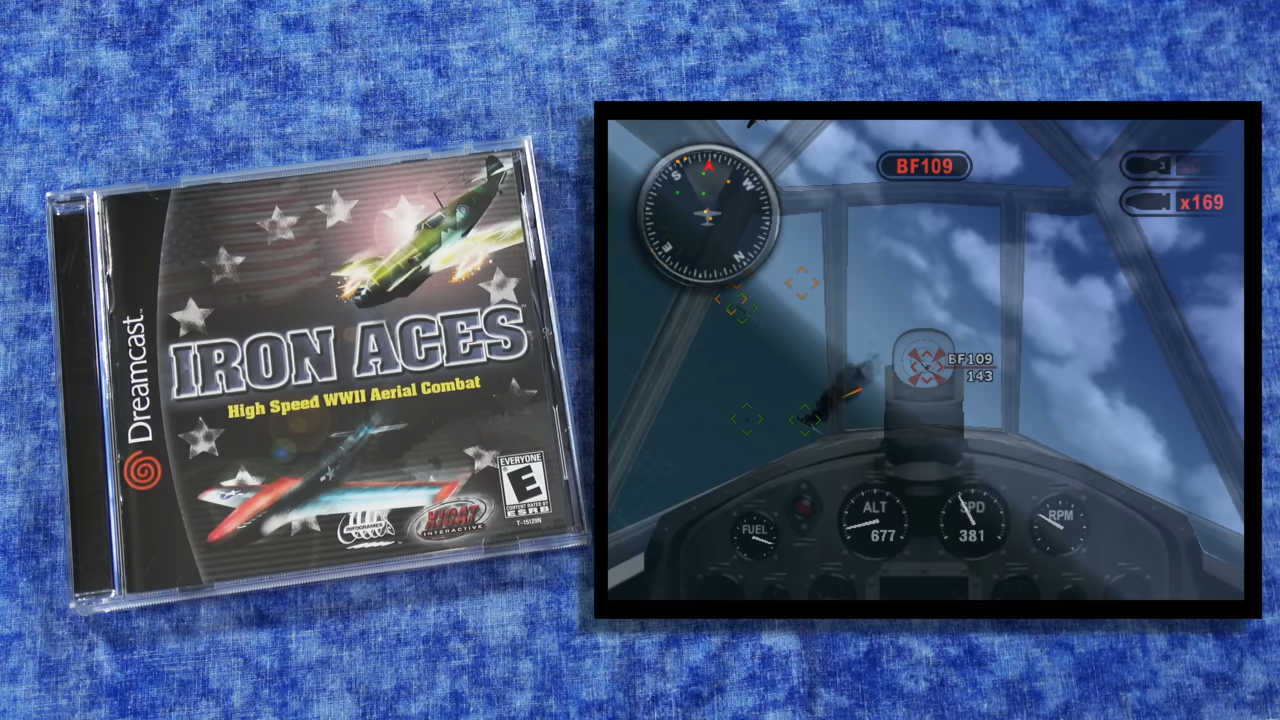 Dreamcast.
IRON ACES
High Speed WWII Aerial Combat
INFOGRAMES
XICAT
INTERACTIVE
EVERYONE
E
CONTENT RATED BY
ESRB
T-15129N
S
W
E
N
BF109
x169
BF109
143
FUEL
ALT
677
SPD
381
RPM